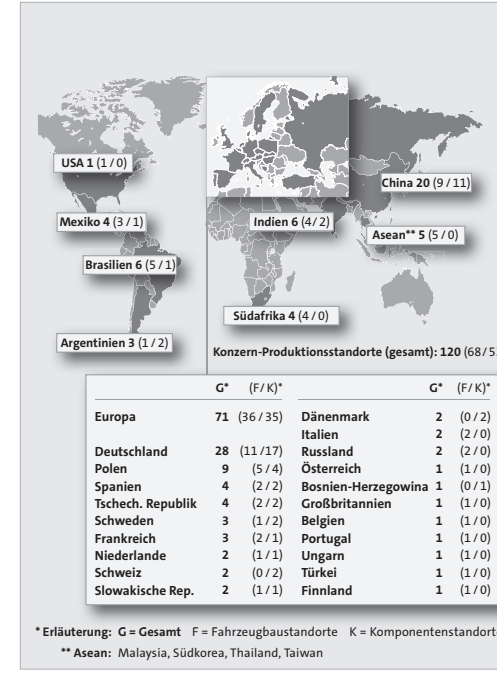 USA 1 (1 / 0)
China 20 (9 / 11)
Mexiko 4 (3 / 1)
Indien 6 (4 / 2)
Asean** 5 (5 / 0)
Brasilien 6 (5 / 1)
Südafrika 4 (4 / 0)
Argentinien 3 (1 / 2)
Konzern-Produktionsstandorte (gesamt): 120 (68 / 5
G* (F / K)* G* (F / K)*
Europa 71 (36 / 35) Dänemark 2 (0 / 2)
Italien 2 (2 / 0)
Deutschland 28 (11 / 17) Russland 2 (2 / 0)
Polen 9 (5 / 4) Österreich 1 (1 / 0)
Spanien 4 (2 / 2) Bosnien-Herzegowina 1 (0 / 1)
Tschech. Republik 4 (2 / 2) Großbritannien 1 (1 / 0)
Schweden 3 (1 / 2) Belgien 1 (1 / 0)
Frankreich 3 (2 / 1) Portugal 1 (1 / 0)
Niederlande 2 (1 / 1) Ungarn 1 (1 / 0)
Schweiz 2 (0 / 2) Türkei 1 (1 / 0)
Slowakische Rep. 2 (1 / 1) Finnland 1 (1 / 0)
* Erläuterung: G = Gesamt F = Fahrzeugbaustandorte K = Komponentenstandort
** Asean: Malaysia, Südkorea, Thailand, Taiwan